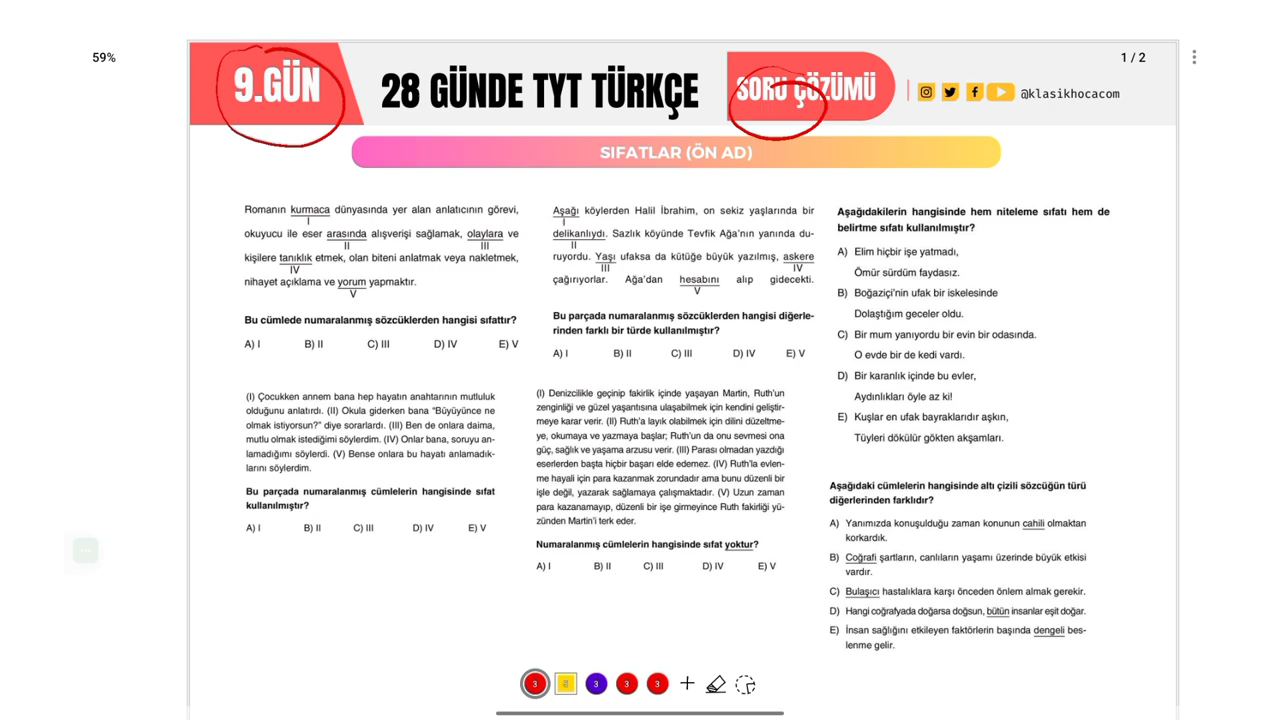 59%
1 / 2
9.GÜN
28 GÜNDE TYT TÜRKÇE
SORU ÇÖZÜMÜ
@klasikhocacom
SIFATLAR (ÖN AD)
Romanın kurmaca dünyasında yer alan anlatıcının görevi,
I
okuyucu ile eser arasında alışverişi sağlamak, olaylara ve
II III
kişilere tanıklık etmek, olan biteni anlatmak veya nakletmek,
IV
nihayet açıklama ve yorum yapmaktır.
V
Bu cümlede numaralanmış sözcüklerden hangisi sıfattır?
A) I B) II C) III D) IV E) V
(I) Çocukken annem bana hep hayatın anahtarının mutluluk
olduğunu anlatırdı. (II) Okula giderken bana “Büyüyünce ne
olmak istiyorsun?” diye sorarlardı. (III) Ben de onlara daima,
mutlu olmak istediğimi söylerdim. (IV) Onlar bana, soruyu an-
lamadığımı söylerdi. (V) Bense onlara bu hayatı anlamadık-
larını söylerdim.
Bu parçada numaralanmış cümlelerin hangisinde sıfat
kullanılmıştır?
A) I B) II C) III D) IV E) V
Aşağı köylerden Halil İbrahim, on sekiz yaşlarında bir
I
delikanlıydı. Sazlık köyünde Tevfik Ağa’nın yanında du-
II
ruyordu. Yaşı ufaksa da kütüğe büyük yazılmış, askere
III IV
çağırıyorlar. Ağa’dan hesabını alıp gidecekti.
V
Bu parçada numaralanmış sözcüklerden hangisi diğerle-
rinden farklı bir türde kullanılmıştır?
A) I B) II C) III D) IV E) V
(I) Denizcilikle geçinip fakirlik içinde yaşayan Martin, Ruth’un
zenginliği ve güzel yaşantısına ulaşabilmek için kendini geliştir-
meye karar verir. (II) Ruth’a layık olabilmek için dilini düzeltme-
ye, okumaya ve yazmaya başlar; Ruth’un da onu sevmesi ona
güç, sağlık ve yaşama arzusu verir. (III) Parası olmadan yazdığı
eserlerden başta hiçbir başarı elde edemez. (IV) Ruth’la evlen-
me hayali için para kazanmak zorundadır ama bunu düzenli bir
işle değil, yazarak sağlamaya çalışmaktadır. (V) Uzun zaman
para kazanamayıp, düzenli bir işe girmeyince Ruth fakirliği yü-
zünden Martin’i terk eder.
Numaralanmış cümlelerin hangisinde sıfat yoktur?
A) I B) II C) III D) IV E) V
Aşağıdakilerin hangisinde hem niteleme sıfatı hem de
belirtme sıfatı kullanılmıştır?
A) Elim hiçbir işe yatmadı,
Ömür sürdüm faydasız.
B) Boğaziçi’nin ufak bir iskelesinde
Dolaştığım geceler oldu.
C) Bir mum yanıyordu bir evin bir odasında.
O evde bir de kedi vardı.
D) Bir karanlık içinde bu evler,
Aydınlıkları öyle az ki!
E) Kuşlar en ufak bayraklarıdır aşkın,
Tüyleri dökülür gökten akşamları.
Aşağıdaki cümlelerin hangisinde altı çizili sözcüğün türü
diğerlerinden farklıdır?
A) Yanımızda konuşulduğu zaman konunun cahili olmaktan
korkardık.
B) Coğrafi şartların, canlıların yaşamı üzerinde büyük etkisi
vardır.
C) Bulaşıcı hastalıklara karşı önceden önlem almak gerekir.
D) Hangi coğrafyada doğarsa doğsun, bütün insanlar eşit doğar.
E) İnsan sağlığını etkileyen faktörlerin başında dengeli bes-
lenme gelir.
3 3 3 3